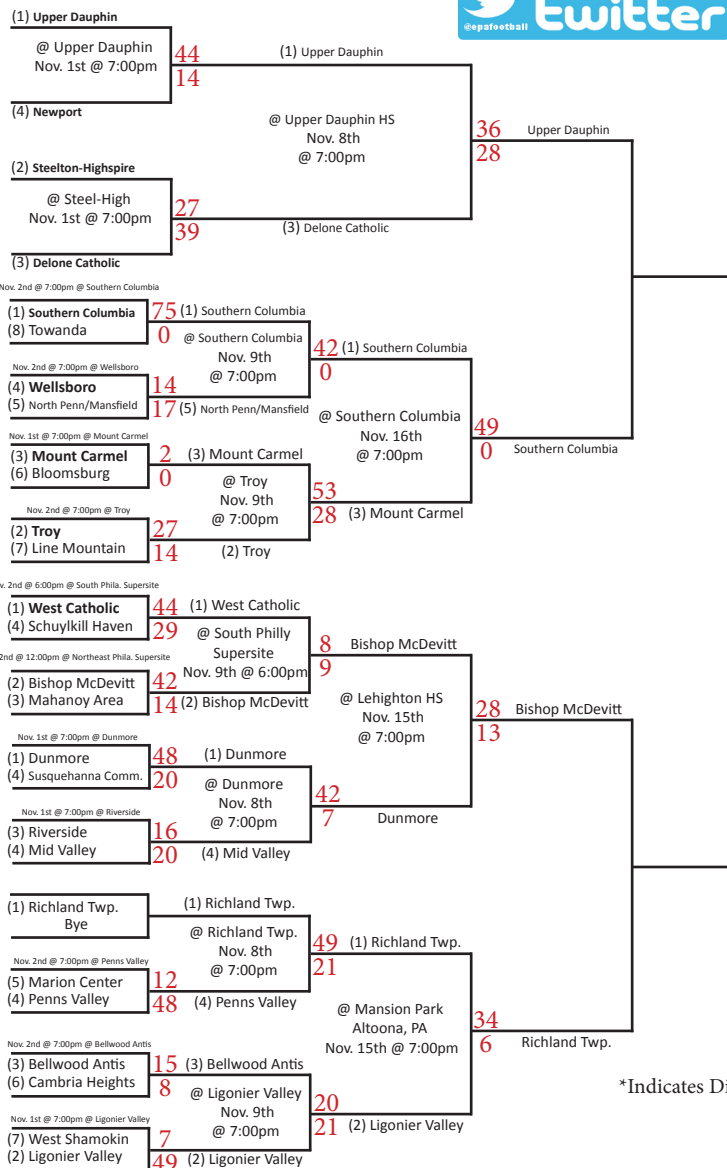 twitter
@epafootball
(1) Upper Dauphin
@ Upper Dauphin
Nov. 1st @ 7:00pm
44
14
(4) Newport
(1) Upper Dauphin
@ Upper Dauphin HS
Nov. 8th
@ 7:00pm
36
28
Upper Dauphin
(2) Steelton-Highspire
@ Steel-High
Nov. 1st @ 7:00pm
27
39
(3) Delone Catholic
(3) Delone Catholic
Nov. 2nd @ 7:00pm @ Southern Columbia
(1) Southern Columbia
(8) Towanda
75
0
(1) Southern Columbia
@ Southern Columbia
Nov. 9th
@ 7:00pm
42
0
(1) Southern Columbia
Nov. 2nd @ 7:00pm @ Wellsboro
(4) Wellsboro
(5) North Penn/Mansfield
14
17
(5) North Penn/Mansfield
@ Southern Columbia
Nov. 16th
@ 7:00pm
49
0
Southern Columbia
Nov. 1st @ 7:00pm @ Mount Carmel
(3) Mount Carmel
(6) Bloomsburg
2
0
(3) Mount Carmel
@ Troy
Nov. 9th
@ 7:00pm
53
28
(3) Mount Carmel
Nov. 2nd @ 7:00pm @ Troy
(2) Troy
(7) Line Mountain
27
14
(2) Troy
v. 2nd @ 6:00pm @ South Phila. Supersite
(1) West Catholic
(4) Schuylkill Haven
44
29
(1) West Catholic
@ South Philly
Supersite
Nov. 9th @ 6:00pm
8
9
Bishop McDevitt
2nd @ 12:00pm @ Northeast Phila. Supersite
(2) Bishop McDevitt
(3) Mahanoy Area
42
14
(2) Bishop McDevitt
@ Lehighton HS
Nov. 15th
@ 7:00pm
28
13
Bishop McDevitt
Nov. 1st @ 7:00pm @ Dunmore
(1) Dunmore
(4) Susquehanna Comm.
48
20
(1) Dunmore
@ Dunmore
Nov. 8th
@ 7:00pm
42
7
Dunmore
Nov. 1st @ 7:00pm @ Riverside
(3) Riverside
(4) Mid Valley
16
20
(4) Mid Valley
(1) Richland Twp.
Bye
(1) Richland Twp.
@ Richland Twp.
Nov. 8th
@ 7:00pm
49
21
(1) Richland Twp.
Nov. 2nd @ 7:00pm @ Penns Valley
(5) Marion Center
(4) Penns Valley
12
48
(4) Penns Valley
@ Mansion Park
Altoona, PA
Nov. 15th @ 7:00pm
34
6
Richland Twp.
Nov. 2nd @ 7:00pm @ Bellwood Antis
(3) Bellwood Antis
(6) Cambria Heights
15
8
(3) Bellwood Antis
@ Ligonier Valley
Nov. 9th
@ 7:00pm
20
21
(2) Ligonier Valley
Nov. 1st @ 7:00pm @ Ligonier Valley
(7) West Shamokin
(2) Ligonier Valley
7
49
(2) Ligonier Valley
*Indicates Di